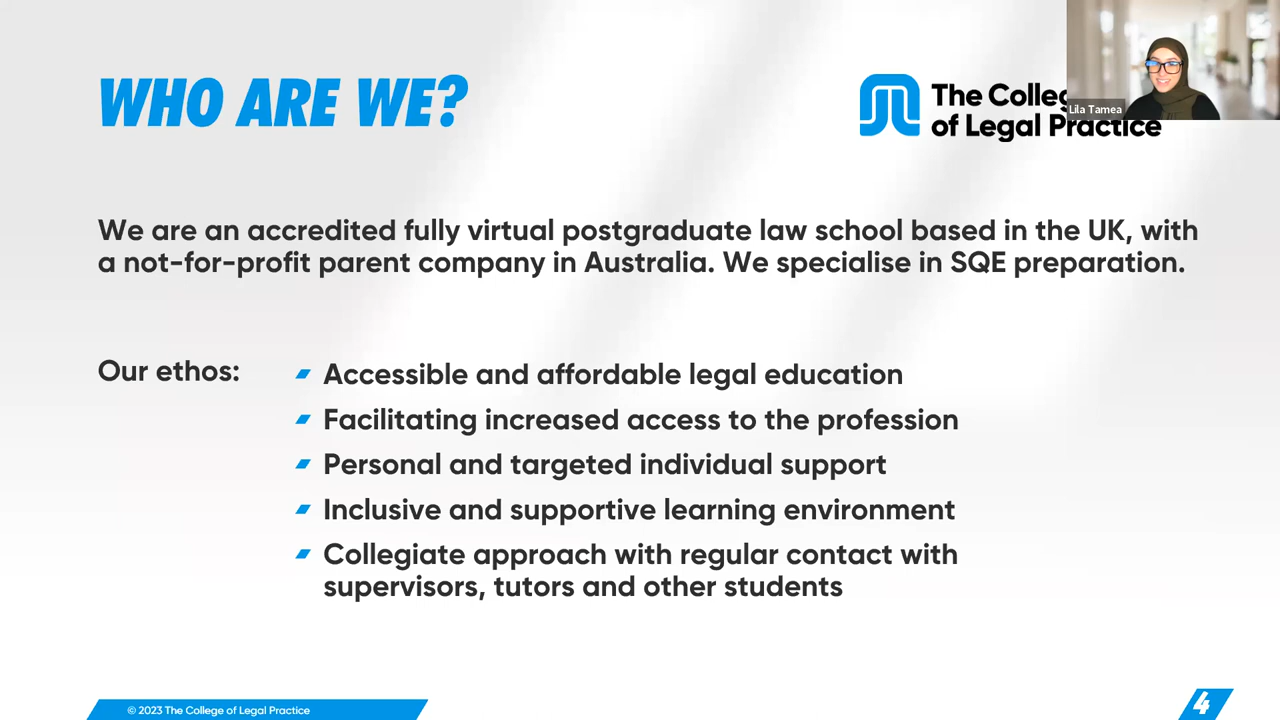 WHO ARE WE?
The Colleg
of Legal Practice
Lila Tamea
We are an accredited fully virtual postgraduate law school based in the UK, with
a not-for-profit parent company in Australia. We specialise in SQE preparation.
Our ethos:
Accessible and affordable legal education
Facilitating increased access to the profession
Personal and targeted individual support
Inclusive and supportive learning environment
Collegiate approach with regular contact with
supervisors, tutors and other students
© 2023 The College of Legal Practice
4